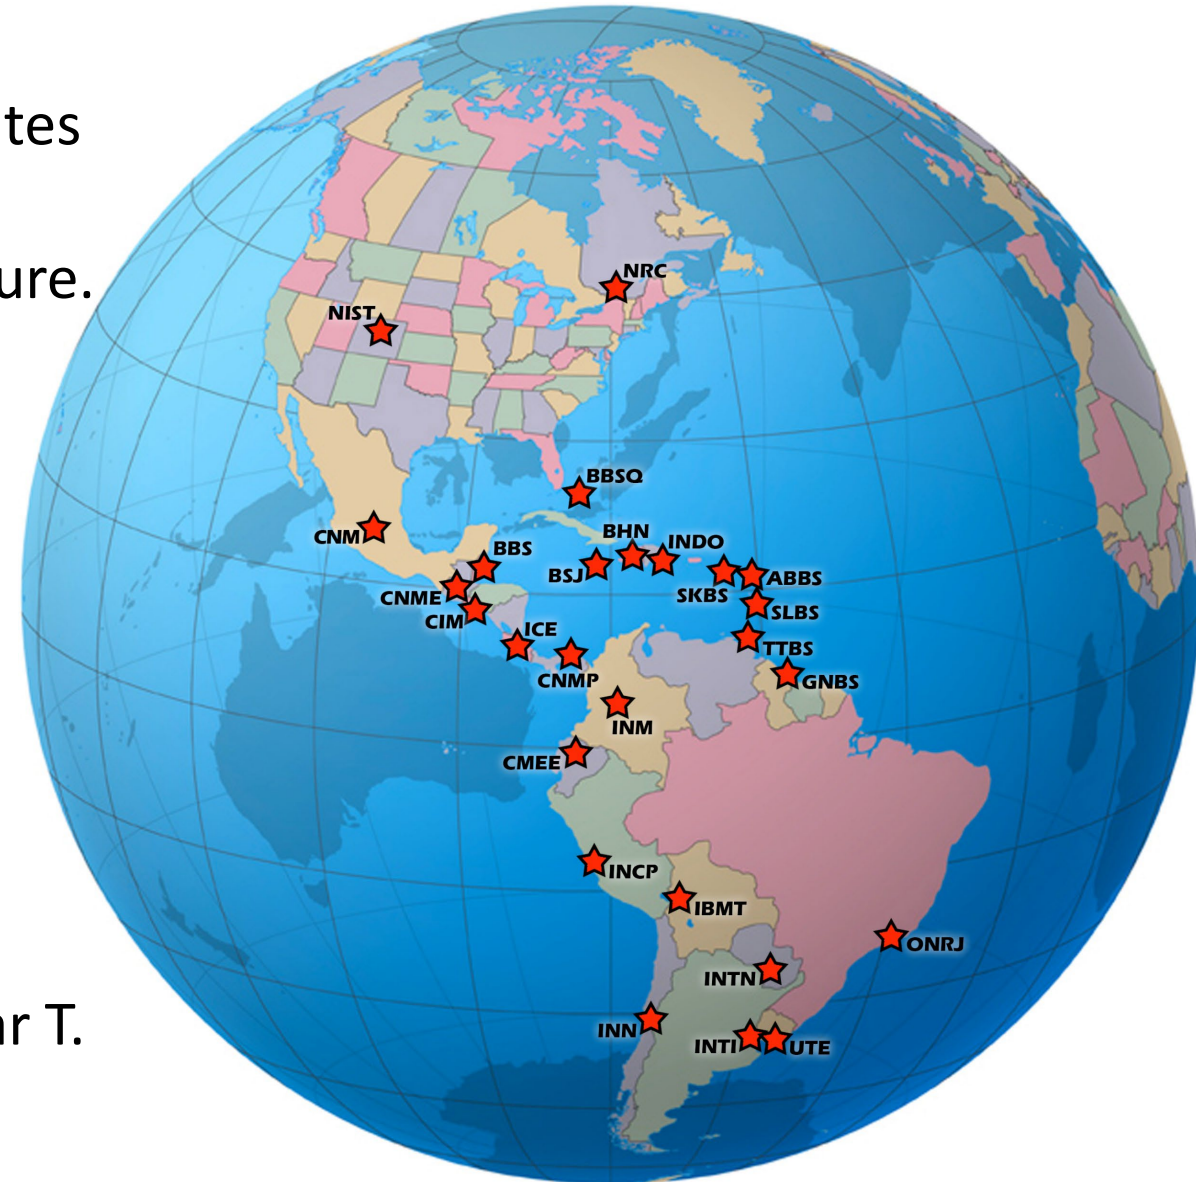 tes
ure.
NRC
NIST
BBSQ
CNM
BHN
INDO
BBS
BSJ
ABBS
CNME
SKBS
SLBS
CIM
ICE
TTBS
CNMP
GNBS
INM
CMEE
INCP
IBMT
ONRJ
INTN
INN
INTI
UTE
ar T.